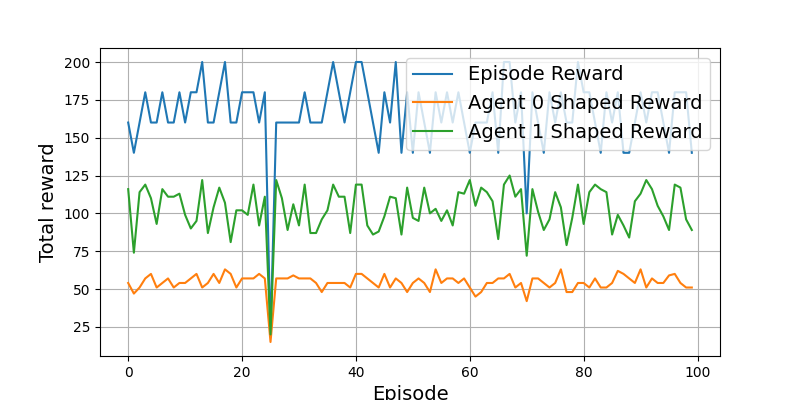 200
175
150
125
100
75
50
25
Total reward
Episode Reward
Agent 0 Shaped Reward
Agent 1 Shaped Reward
0 20 40 60 80 100
Episode